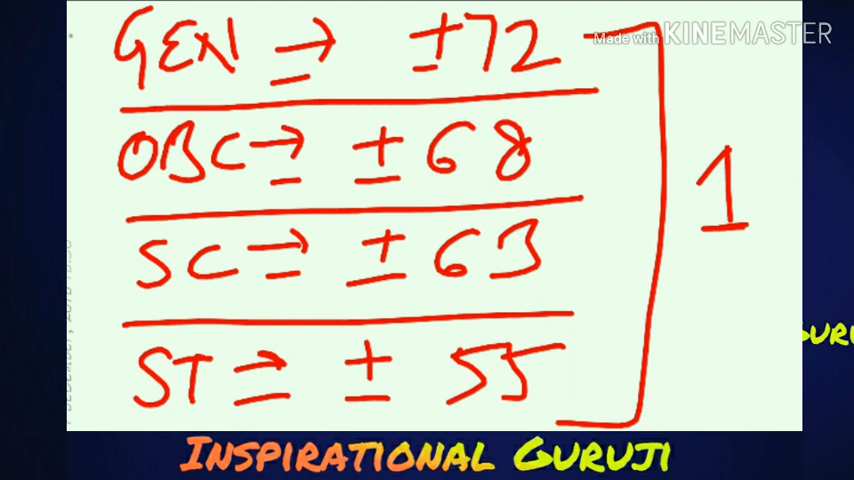 GEN → ±72
Made with KINEMASTER
OBC → ±68
SC → ±63
ST → ±55
1
INSPIRATIONAL GURUJI